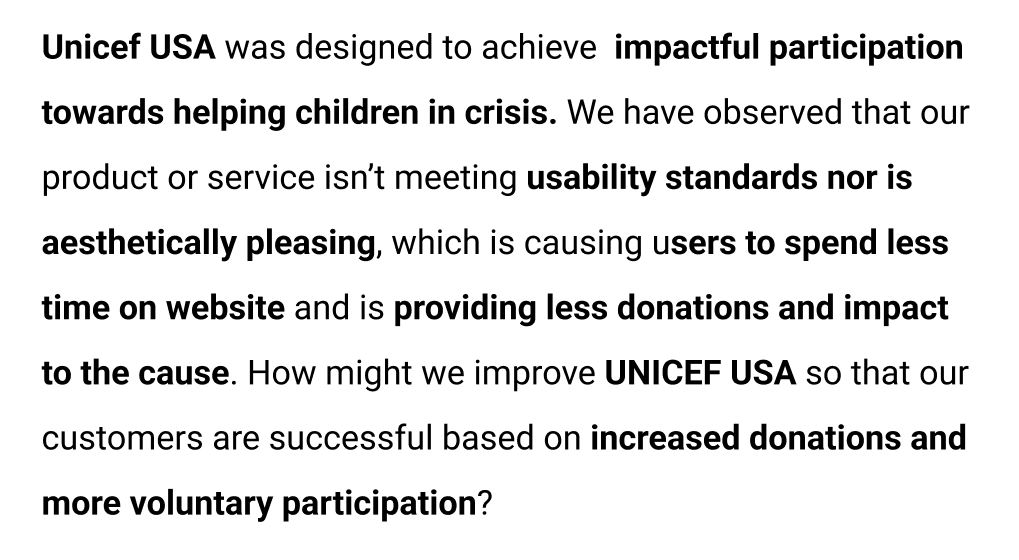 Unicef USA was designed to achieve  impactful participation
towards helping children in crisis. We have observed that our
product or service isn’t meeting usability standards nor is
aesthetically pleasing, which is causing users to spend less
time on website and is providing less donations and impact
to the cause. How might we improve UNICEF USA so that our
customers are successful based on increased donations and
more voluntary participation?